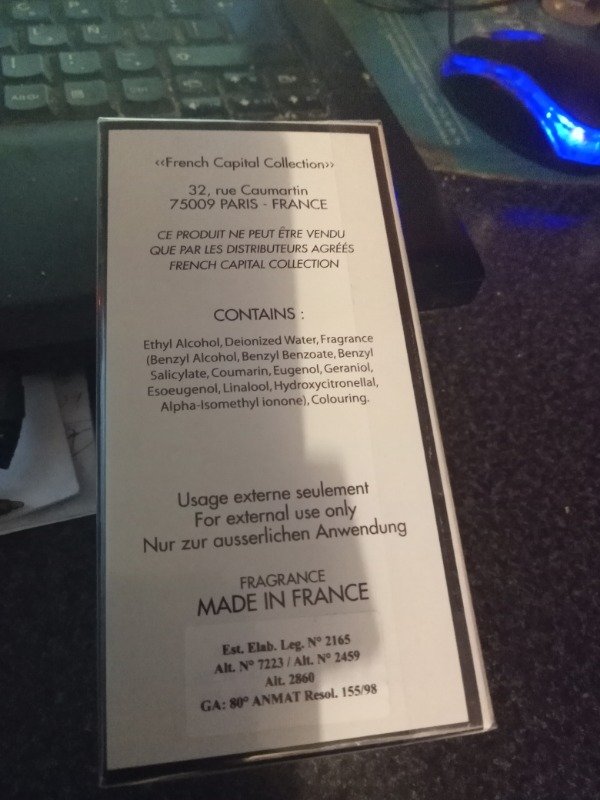 ‹‹French Capital Collection››
32, rue Caumartin
75009 PARIS - FRANCE
CE PRODUIT NE PEUT ÊTRE VENDU
QUE PAR LES DISTRIBUTEURS AGRÉÉS
FRENCH CAPITAL COLLECTION
CONTAINS :
Ethyl Alcohol, Deionized Water, Fragrance
(Benzyl Alcohol, Benzyl Benzoate, Benzyl
Salicylate, Coumarin, Eugenol, Geraniol,
Esoeugenol, Linalool, Hydroxycitronellal,
Alpha-Isomethyl ionone), Colouring.
Usage externe seulement
For external use only
Nur zur ausserlichen Anwendung
FRAGRANCE
MADE IN FRANCE
Est. Elab. Leg. N° 2165
Alt. N° 7223 / Alt. N° 2459
Alt. 2860
GA: 80° ANMAT Resol. 155/98